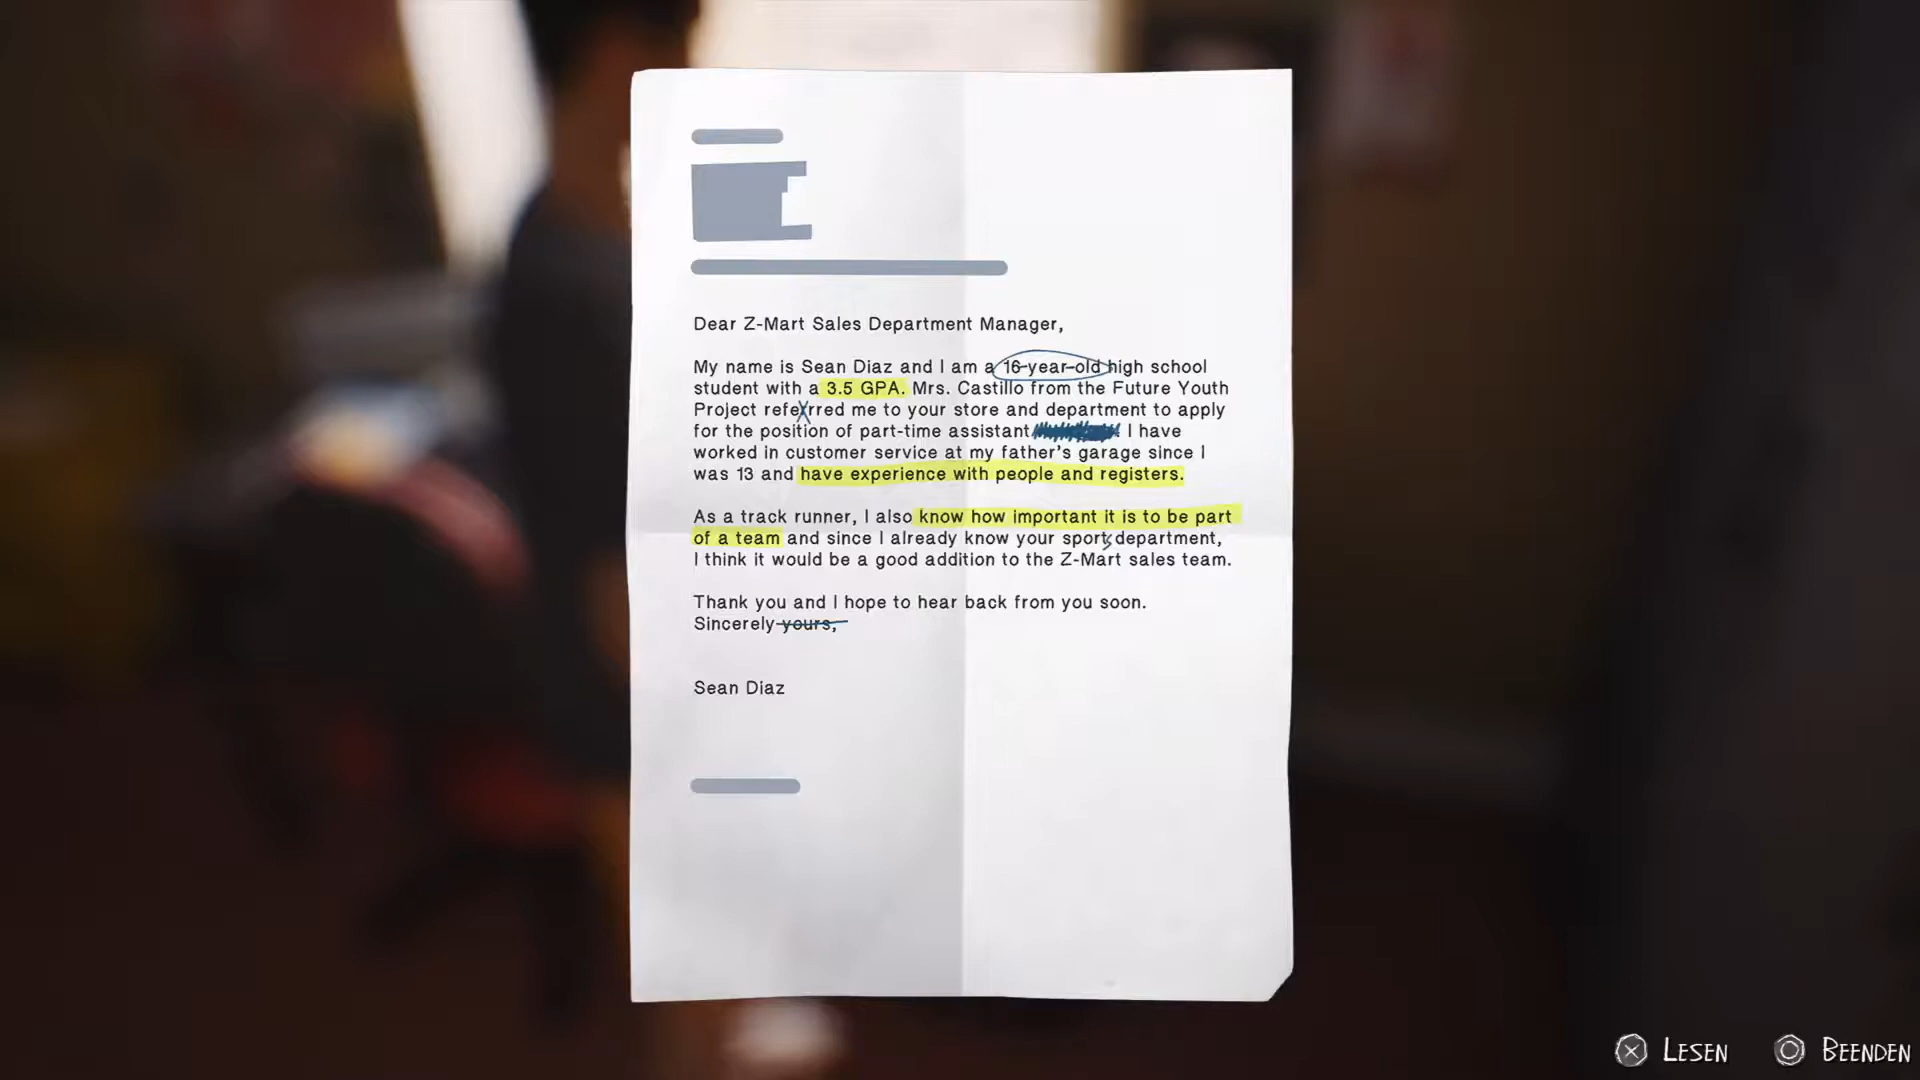 Dear Z-Mart Sales Department Manager,
My name is Sean Diaz and I am a 16-year-old high school
student with a 3.5 GPA. Mrs. Castillo from the Future Youth
Project referrred me to your store and department to apply
for the position of part-time assistant I have
worked in customer service at my father's garage since I
was 13 and have experience with people and registers.
As a track runner, I also know how important it is to be part
of a team and since I already know your sport department,
I think it would be a good addition to the Z-Mart sales team.
Thank you and I hope to hear back from you soon.
Sincerely yours,
Sean Diaz
LESEN BEENDEN